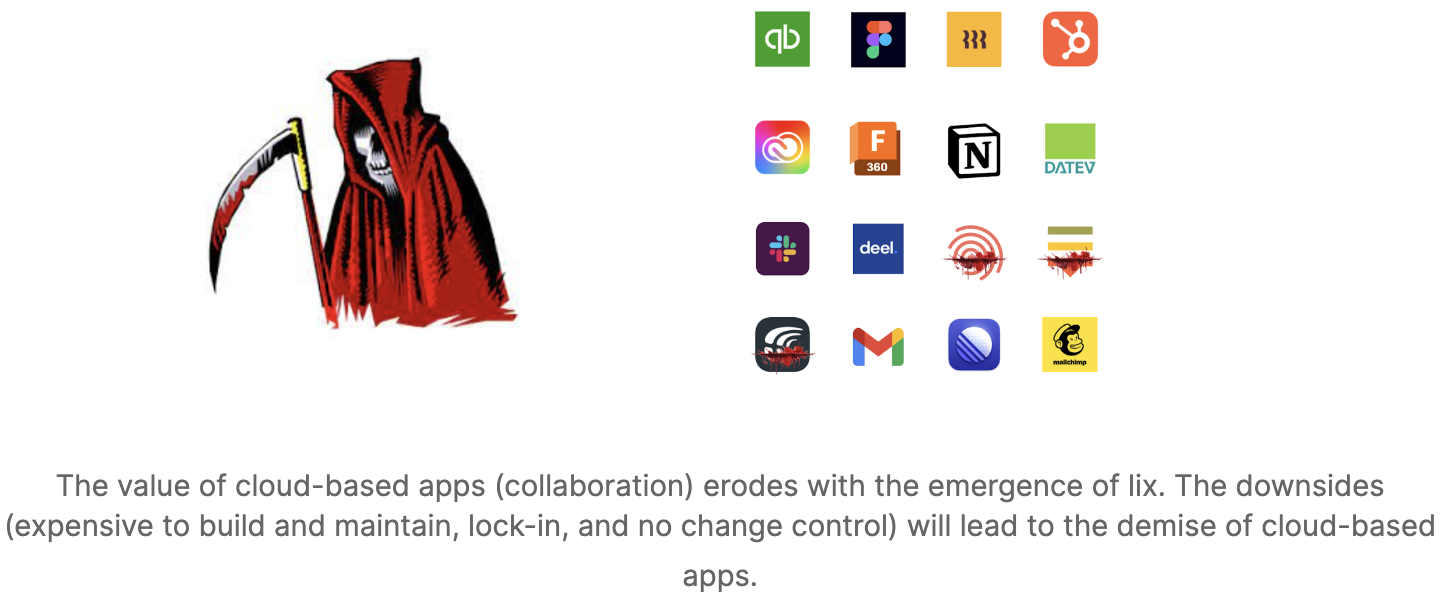 qb
F
360
N
DATEV
deel.
mailchimp
The value of cloud-based apps (collaboration) erodes with the emergence of lix. The downsides
(expensive to build and maintain, lock-in, and no change control) will lead to the demise of cloud-based
apps.